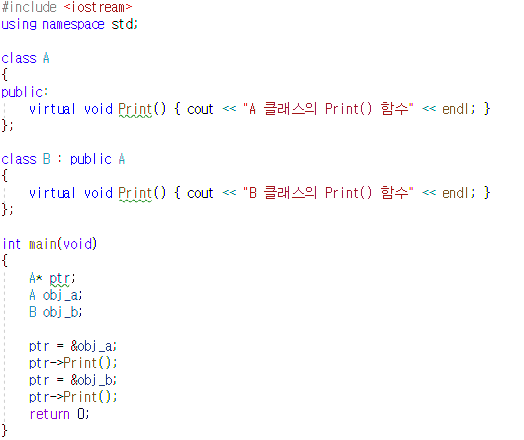 #include <iostream>
using namespace std;
class A
{
public:
virtual void Print() { cout << "A 클래스의 Print() 함수" << endl; }
};
class B : public A
{
virtual void Print() { cout << "B 클래스의 Print() 함수" << endl; }
};
int main(void)
{
A* ptr;
A obj_a;
B obj_b;
ptr = &obj_a;
ptr->Print();
ptr = &obj_b;
ptr->Print();
return 0;
}